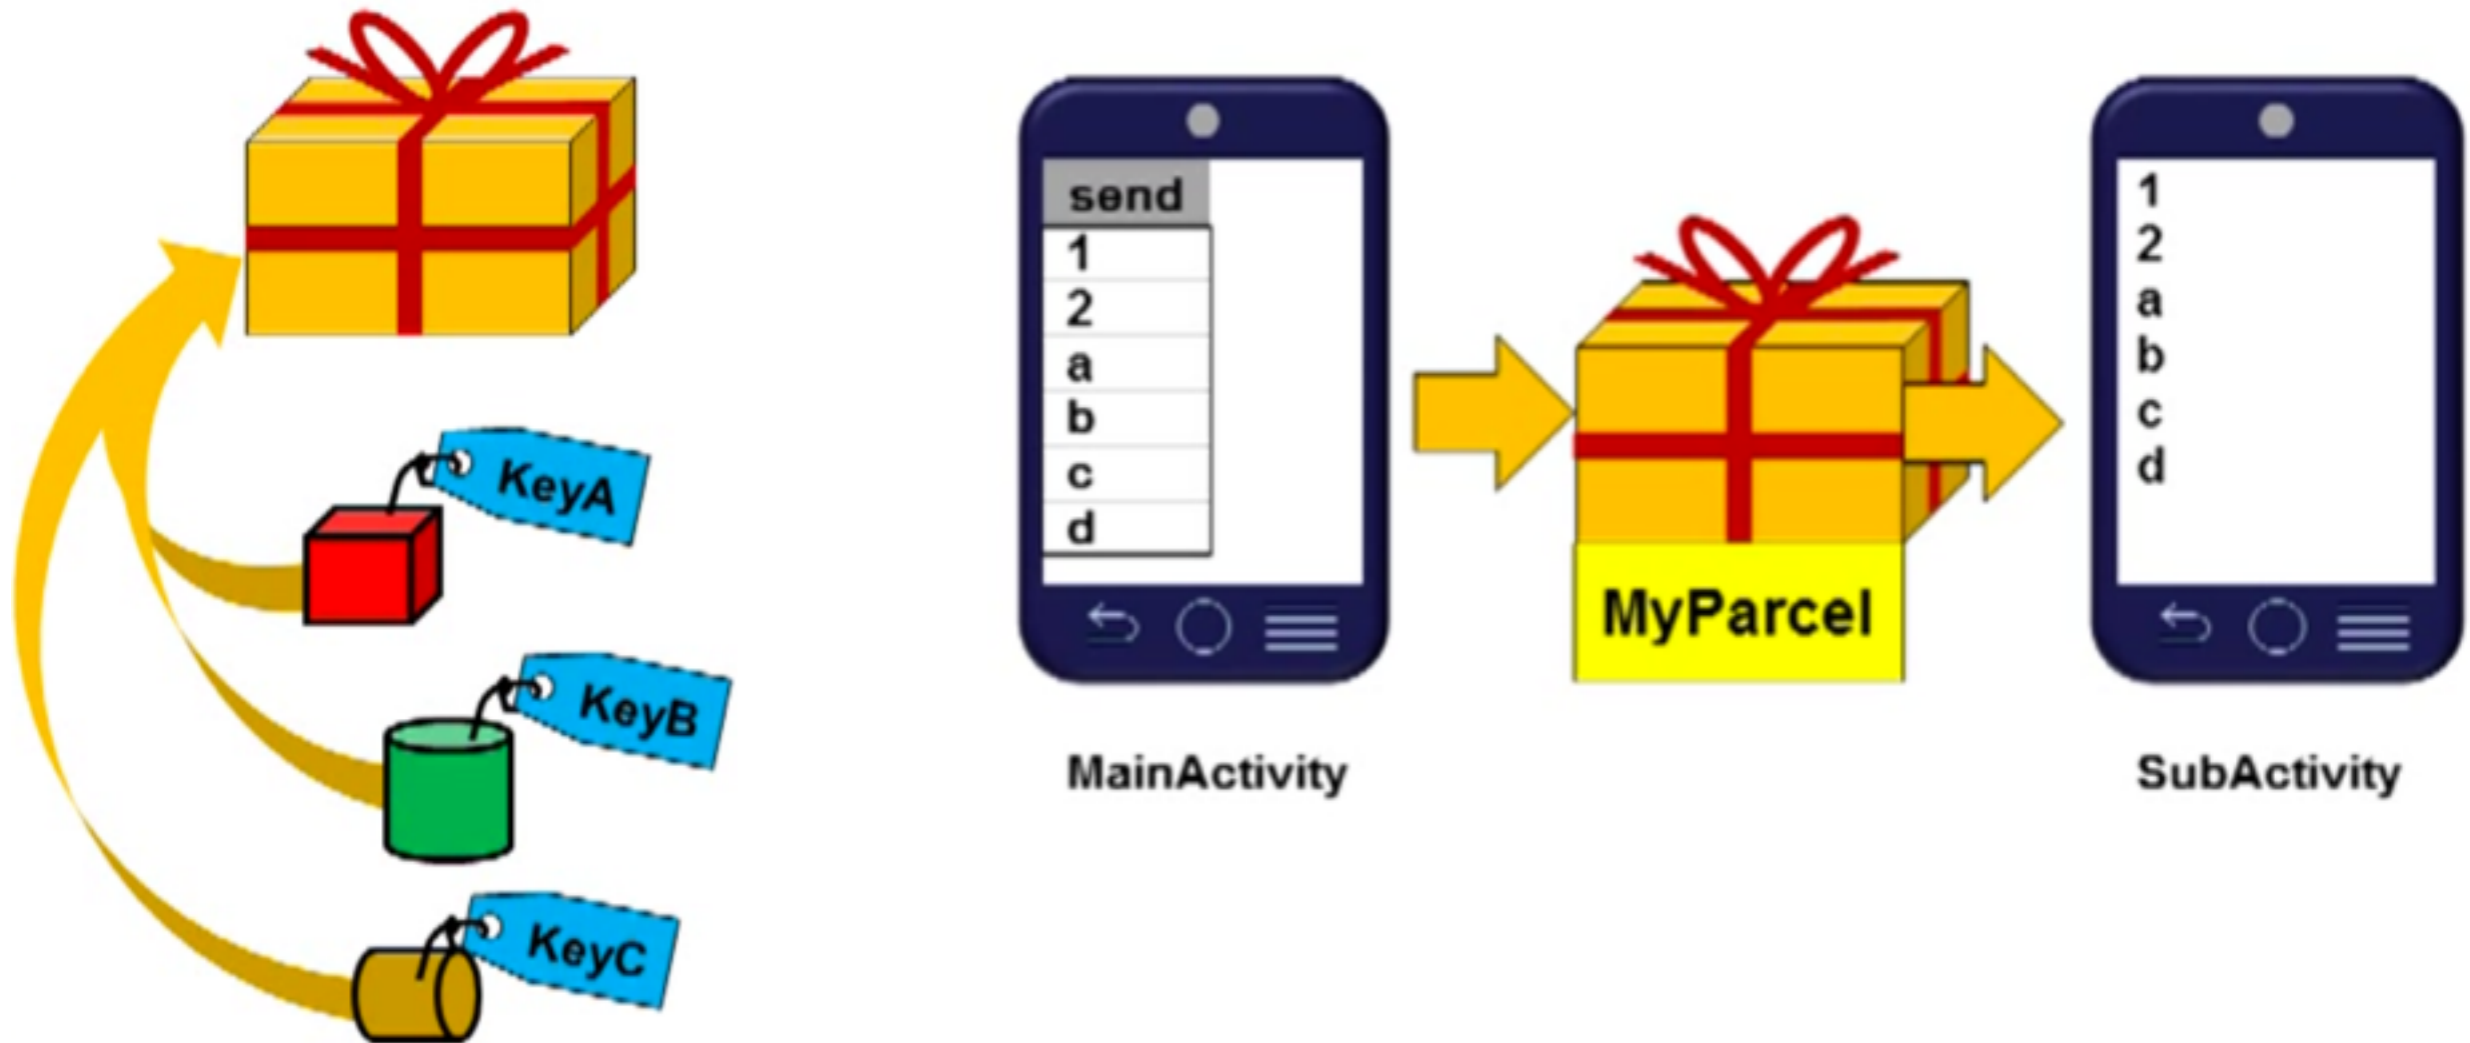 KeyA
KeyB
KeyC
send
1
2
a
b
c
d
MainActivity
MyParcel
1
2
a
b
c
d
SubActivity